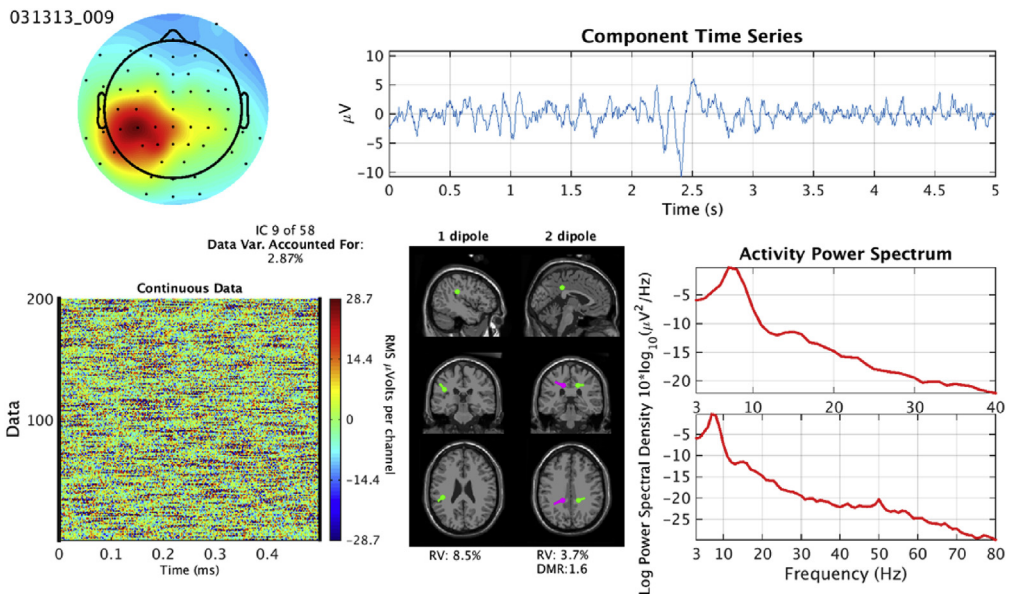 031313_009
Component Time Series
10
5
0
−5
−10
μV
0 0.5 1 1.5 2 2.5 3 3.5 4 4.5 5
Time (s)
IC 9 of 58
Data Var. Accounted For:
2.87%
Continuous Data
200
100
Data
0 0.1 0.2 0.3 0.4
Time (ms)
28.7
14.4
0
−14.4
−28.7
RMS μVolts per channel
1 dipole 2 dipole
RV: 8.5% RV: 3.7%
DMR:1.6
Activity Power Spectrum
−5
−10
−15
−20
3 10 20 30 40
−5
−10
−15
−20
−25
3 10 20 30 40 50 60 70 80
Frequency (Hz)
Log Power Spectral Density 10*log10(μV2/Hz)